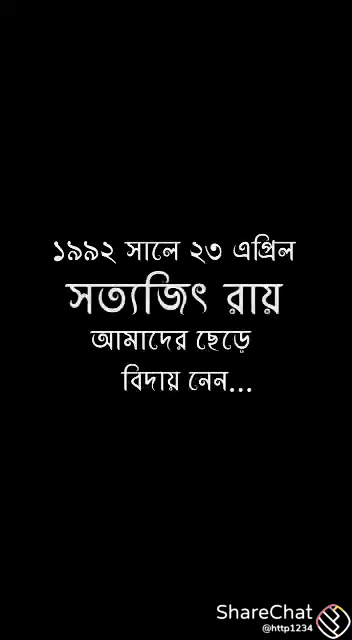 ১৯৯২ সালে ২৩ এপ্রিল
সত্যজিৎ রায়
আমাদের ছেড়ে
বিদায় নেন...
ShareChat
@http1234